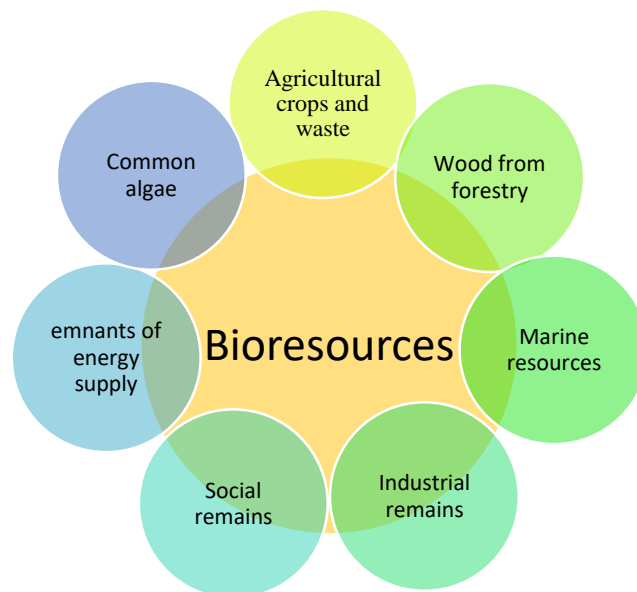 Agricultural
crops and
waste
Wood from
forestry
Marine
resources
Industrial
remains
Social
remains
emnants of
energy
supply
Common
algae
Bioresources